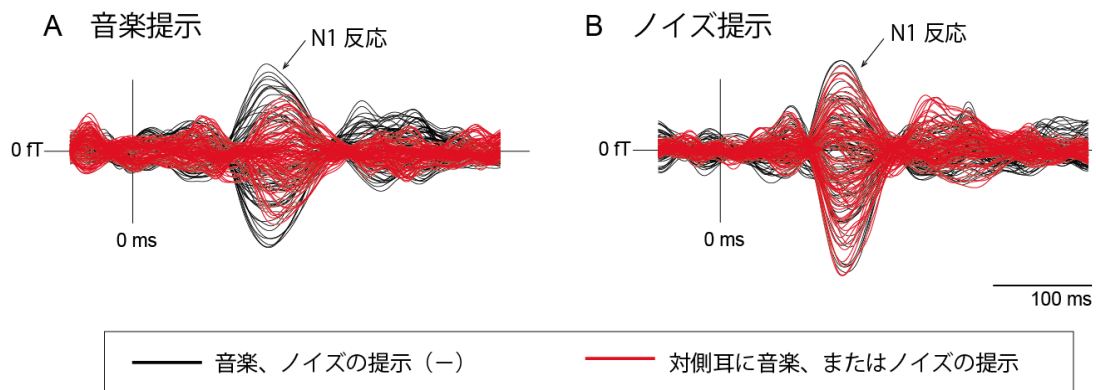 A 音楽提示
N1 反応
0 fT
0 ms
B ノイズ提示
N1 反応
0 fT
0 ms
100 ms
音楽、ノイズの提示（−）
対側耳に音楽、またはノイズの提示